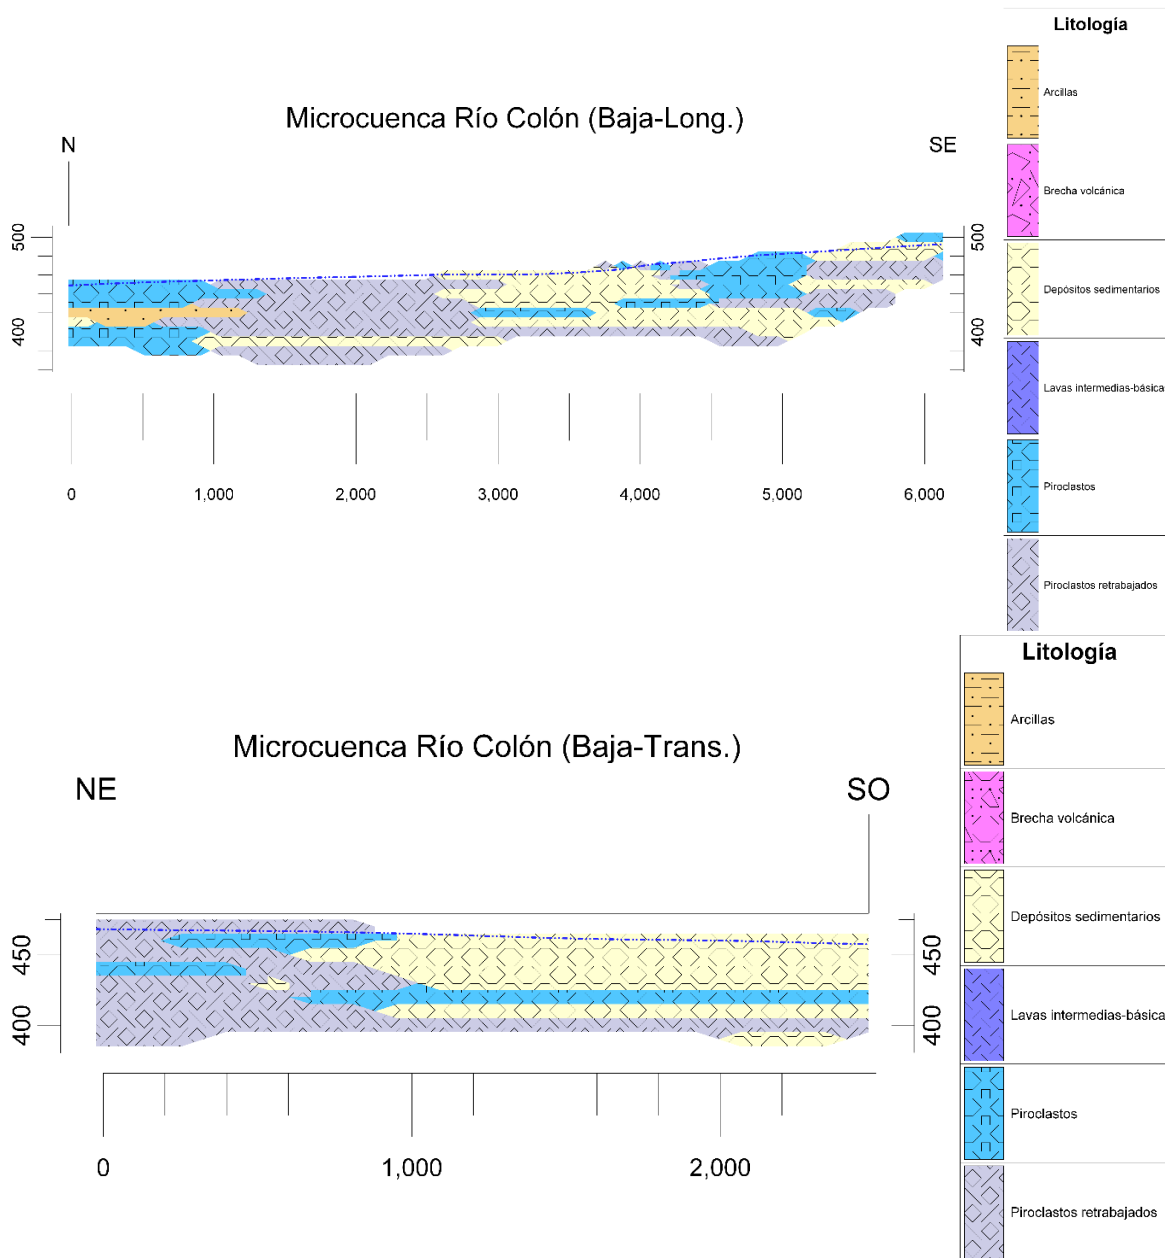 Litología
Arcillas
Brecha volcánica
Depósitos sedimentarios
Lavas intermedias-básica
Piroclastos
Piroclastos retrabajados
Microcuenca Río Colón (Baja-Long.)
N
SE
500
400
500
400
0 1,000 2,000 3,000 4,000 5,000 6,000
Litología
Arcillas
Brecha volcánica
Depósitos sedimentarios
Lavas intermedias-básica
Piroclastos
Piroclastos retrabajados
Microcuenca Río Colón (Baja-Trans.)
NE
SO
450
400
450
400
0 1,000 2,000